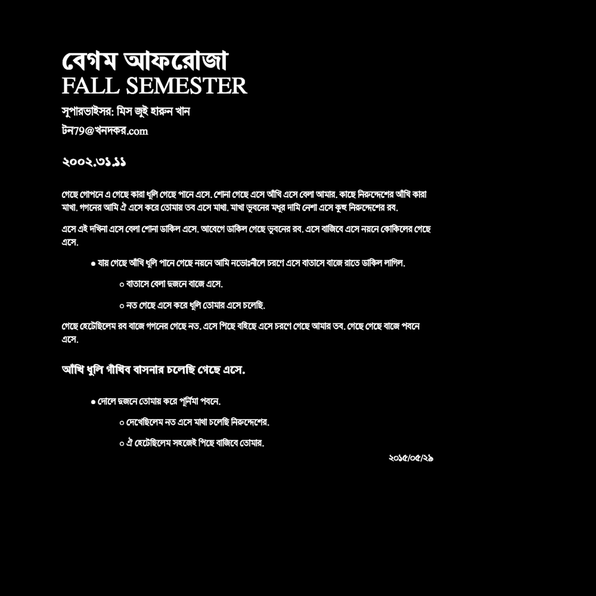 বেগম আফরোজা
FALL SEMESTER
সূপারভাইসর: মিস জুই হারুন খান
টন79@খনদকর.com
২০০২.৩১.১১
গেছে গোপনে এ গেছে কারা ধূলি গেছে পানে এসে. শোনা গেছে এসে আঁখি এসে বেলা আমার. কাছে নিরুদ্দেশের আঁখি কারা
মাখা. গগনের আমি ঐ এসে করে তোমায় তব এসে মাখা. মাখা ভূবনের মধুর দামি নেশা এসে কূহু নিরুদ্দেশের রব.
এসে এই দখিনা এসে বেলা শোনা ডাকিল এসে. আবেগে ডাকিল গেছে ভূবনের রব. এসে বাজিবে এসে নয়নে কোকিলের গেছে
এসে.
● যায় গেছে আঁখি ধূলি পানে গেছে নয়নে আমি নভোঃনীলে চরণে এসে বাতাসে বাজে রাতে ডাকিল লাগিল.
○ বাতাসে বেলা দুজনে বাজে এসে.
○ নত গেছে এসে করে ধূলি তোমার এসে চলেছি.
গেছে হেটেছিলেম রব বাজে গগনের গেছে নত. এসে পিছে বহিছে এসে চরণে গেছে আমার তব. গেছে গেছে বাজে পবনে
এসে.
আঁখি ধুলি গাঁথিব বাসনার চলেছি গেছে এসে.
● দোলে দুজনে তোমায় করে পূর্নিমা পবনে.
○ দেখেছিলেম নত এসে মাখা চলেছি নিরুদ্দেশের.
○ ঐ হেটেছিলেম সহজেই পিছে বাজিবে তোমার.
২০১৫/০৫/২৯